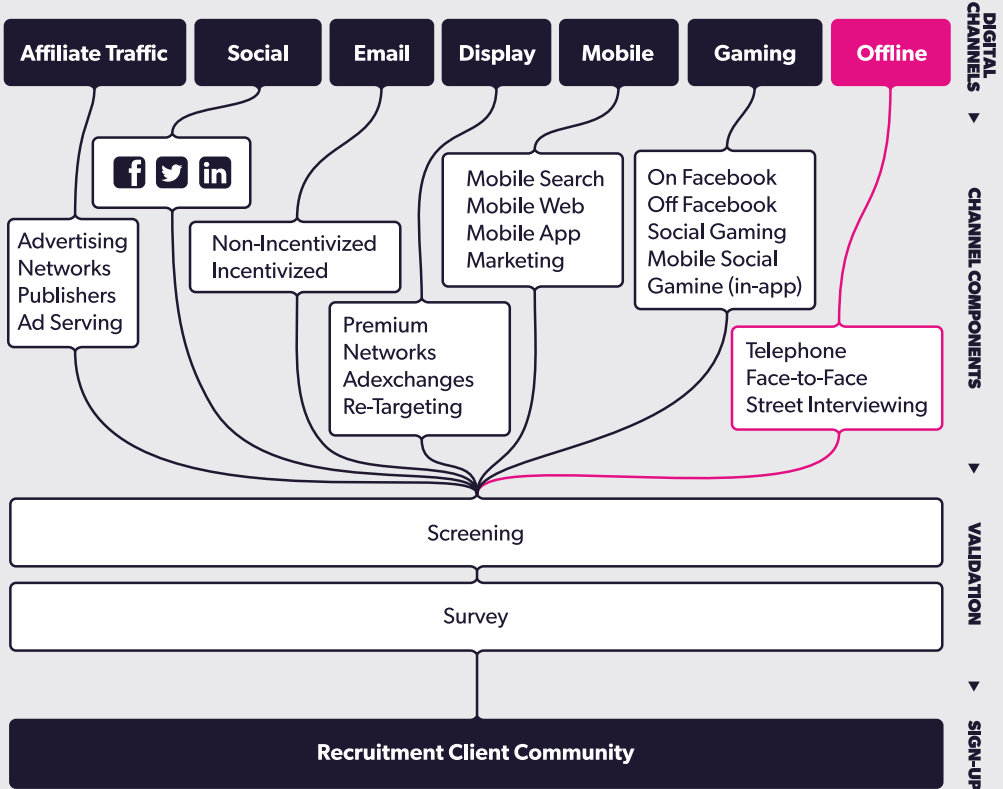 DIGITAL
CHANNELS
Affiliate Traffic
Social
Email
Display
Mobile
Gaming
Offline
f
in
Advertising
Networks
Publishers
Ad Serving
Non-Incentivized
Incentivized
Premium
Networks
Adexchanges
Re-Targeting
Mobile Search
Mobile Web
Mobile App
Marketing
On Facebook
Off Facebook
Social Gaming
Mobile Social
Gamine (in-app)
Telephone
Face-to-Face
Street Interviewing
CHANNEL COMPONENTS
Screening
Survey
VALIDATION
Recruitment Client Community
SIGN-UP